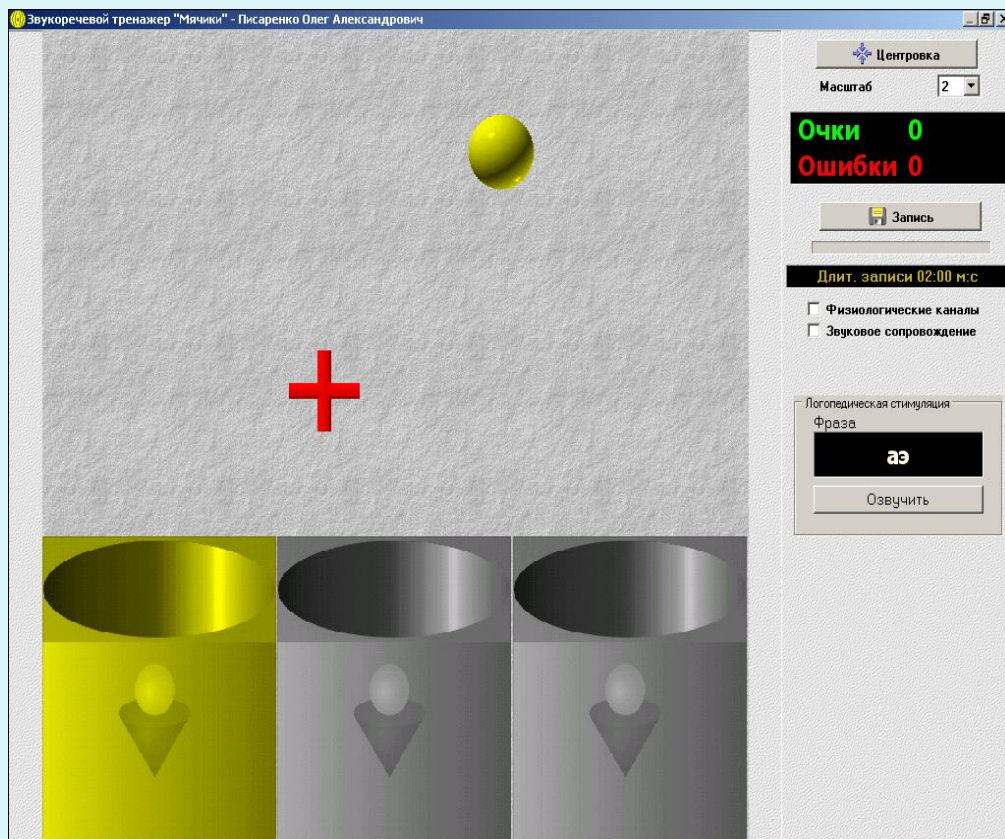 Звукоречевой тренажер "Мячики" - Писаренко Олег Александрович
Центровка
Масштаб 2
Очки 0
Ошибки 0
Запись
Длит. записи 02:00 м:с
Физиологические каналы
Звуковое сопровождение
Логопедическая стимуляция
Фраза
аэ
Озвучить